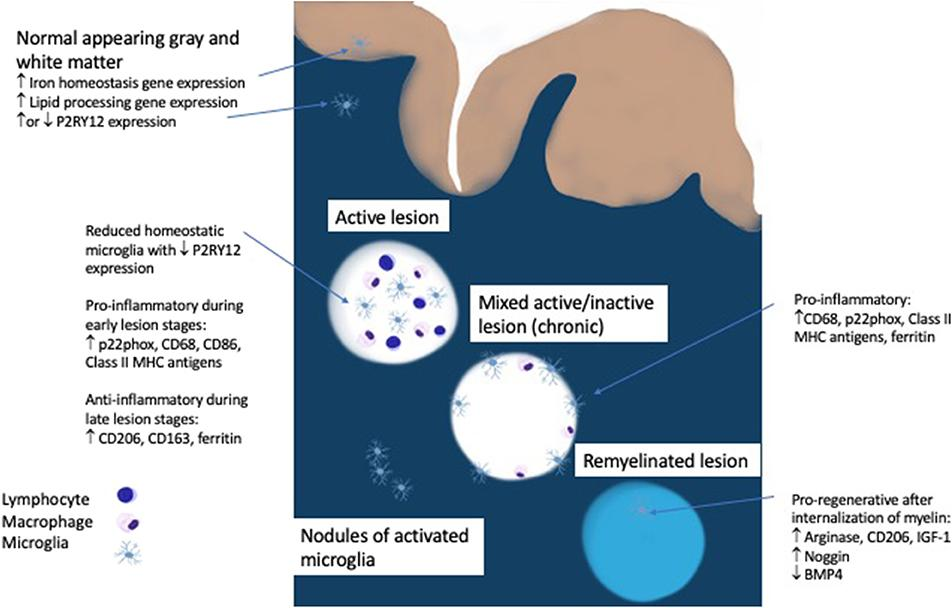 Normal appearing gray and
white matter
↑ Iron homeostasis gene expression
↑ Lipid processing gene expression
↑or ↓ P2RY12 expression
Active lesion
Reduced homeostatic
microglia with ↓ P2RY12
expression
Pro-inflammatory during
early lesion stages:
↑ p22phox, CD68, CD86,
Class II MHC antigens
Anti-inflammatory during
late lesion stages:
↑ CD206, CD163, ferritin
Mixed active/inactive
lesion (chronic)
Pro-inflammatory:
↑CD68, p22phox, Class II
MHC antigens, ferritin
Remyelinated lesion
Pro-regenerative after
internalization of myelin:
↑ Arginase, CD206, IGF-1
↑ Noggin
↓ BMP4
Lymphocyte
Macrophage
Microglia
Nodules of activated
microglia